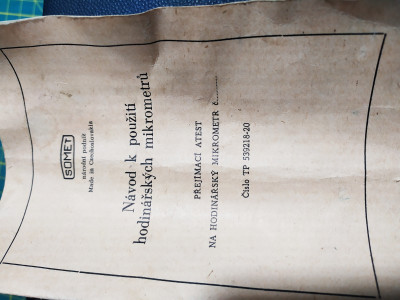 SOMET
národní podnik
Made in Czechoslovakia
Návod k použití
hodinářských mikrometrů
PŘEJÍMACÍ ATEST
NA HODINÁŘSKÝ MIKROMETR č..........
Číslo TP 539218-20